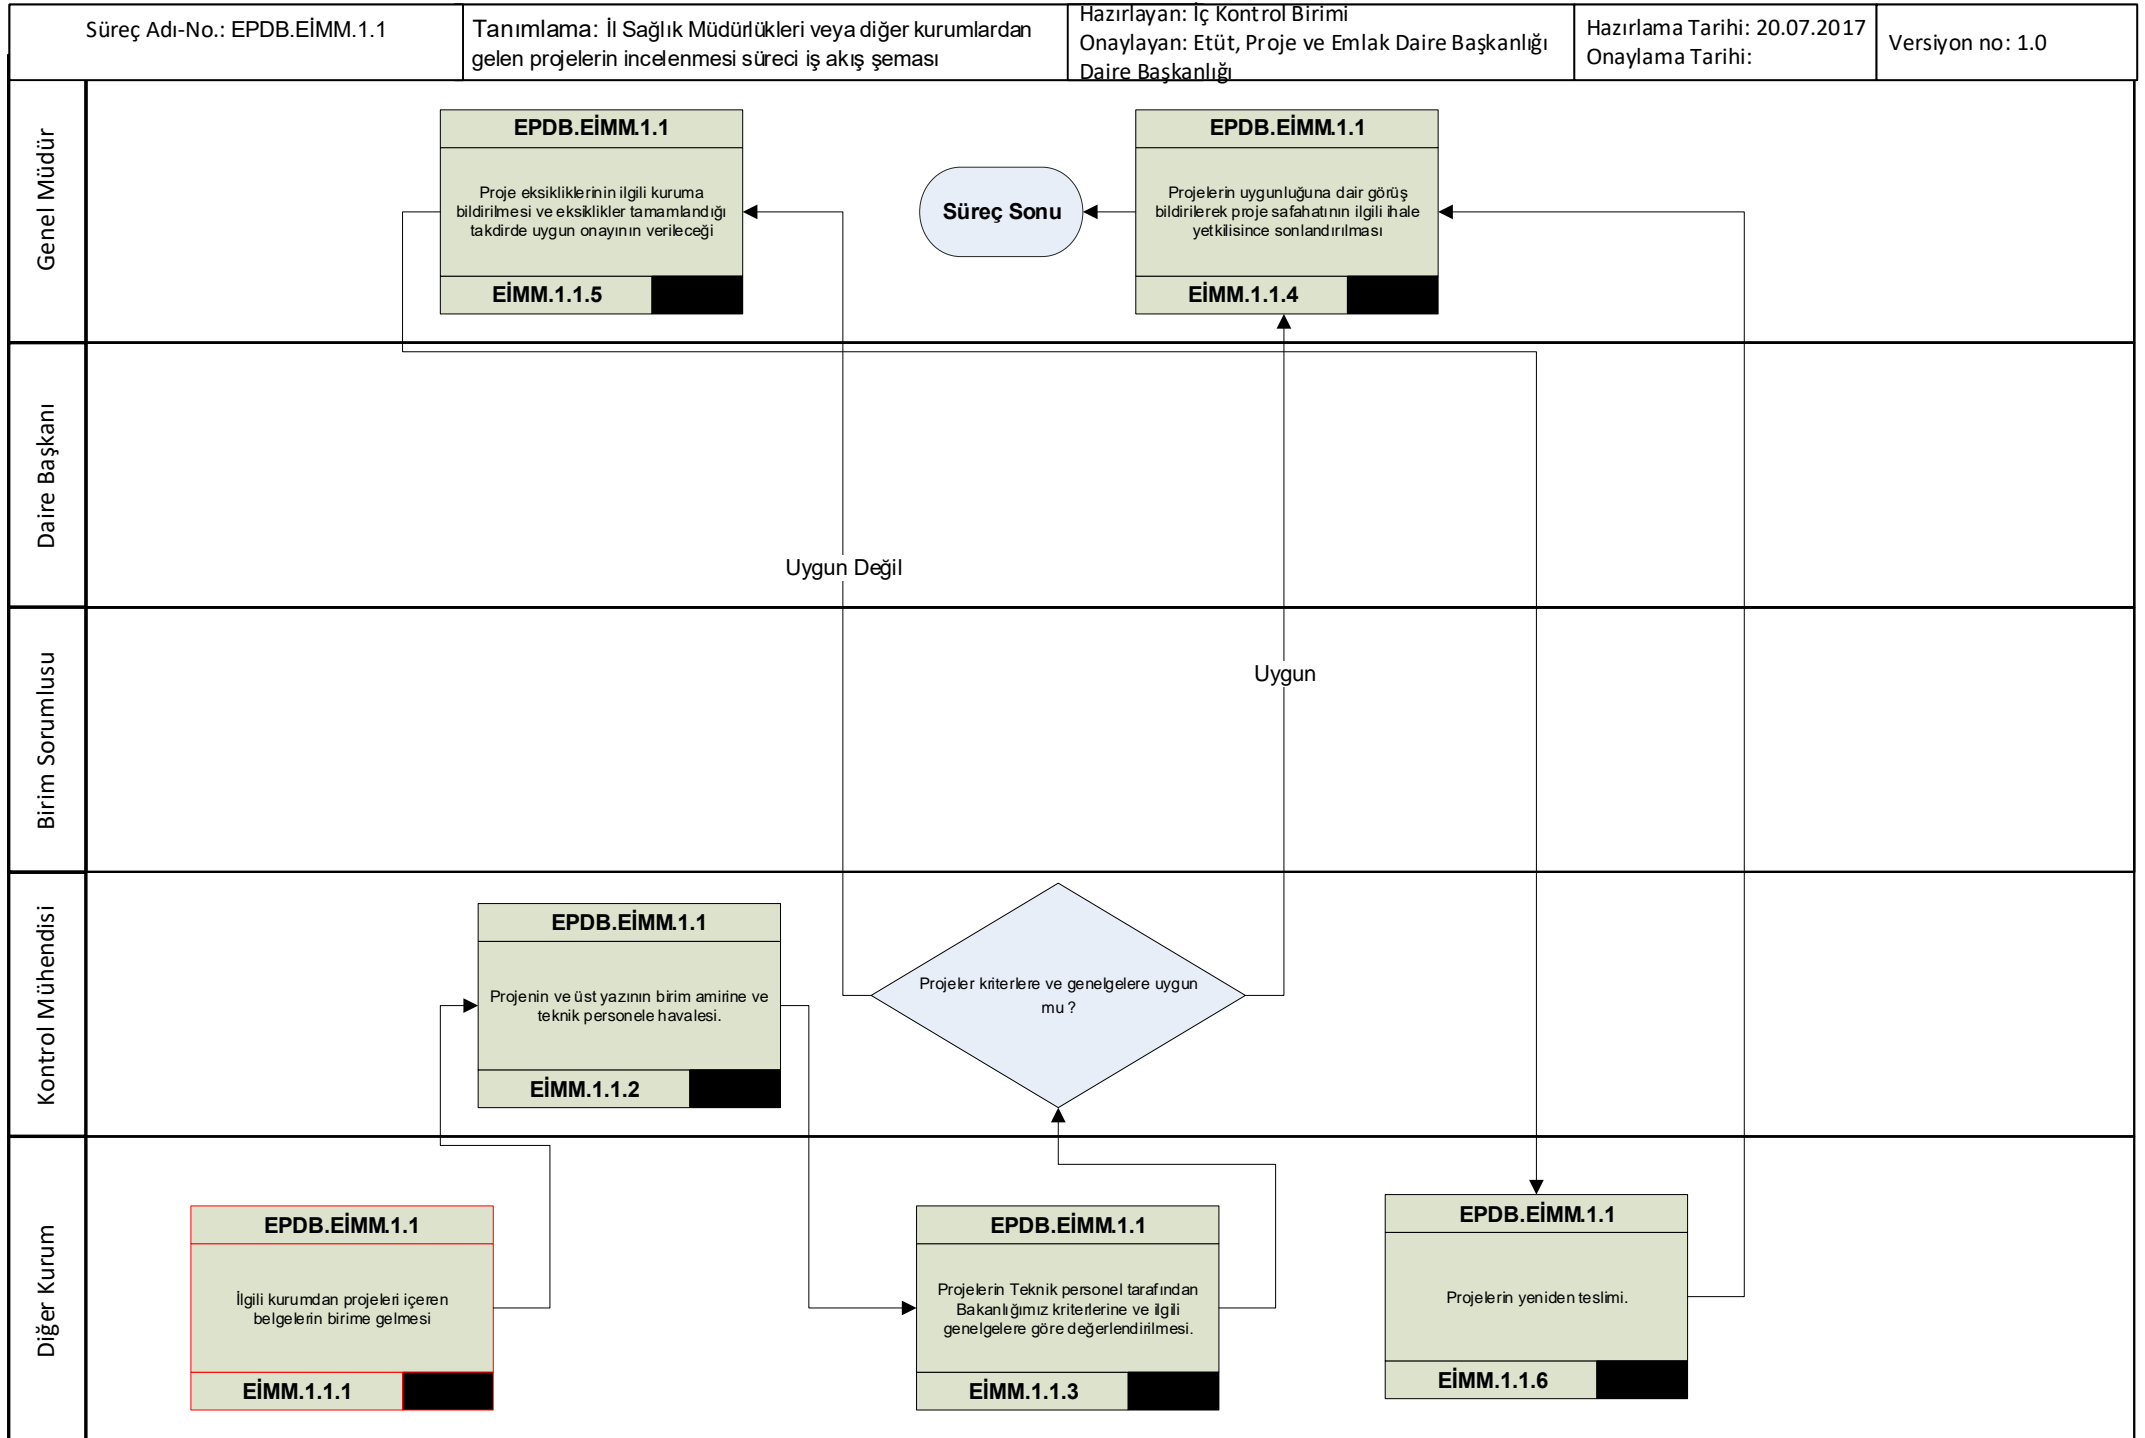 Süreç Adı-No.: EPDB.EİMM.1.1
Tanımlama: İl Sağlık Müdürlükleri veya diğer kurumlardan
gelen projelerin incelenmesi süreci iş akış şeması
Hazırlayan: İç Kontrol Birimi
Onaylayan: Etüt, Proje ve Emlak Daire Başkanlığı
Daire Başkanlığı
Hazırlama Tarihi: 20.07.2017
Onaylama Tarihi:
Versiyon no: 1.0
Genel Müdür
EPDB.EİMM.1.1
Proje eksikliklerinin ilgili kuruma
bildirilmesi ve eksiklikler tamamlandığı
takdirde uygun onayının verileceği
EİMM.1.1.5
Süreç Sonu
EPDB.EİMM.1.1
Projelerin uygunluğuna dair görüş
bildirilerek proje safahatının ilgili ihale
yetkilisince sonlandırılması
EİMM.1.1.4
Daire Başkanı
Uygun Değil
Birim Sorumlusu
Uygun
Kontrol Mühendisi
EPDB.EİMM.1.1
Projenin ve üst yazının birim amirine ve
teknik personele havalesi.
EİMM.1.1.2
Projeler kriterlere ve genelgelere uygun
mu ?
Diğer Kurum
EPDB.EİMM.1.1
İlgili kurumdan projeleri içeren
belgelerin birime gelmesi
EİMM.1.1.1
EPDB.EİMM.1.1
Projelerin Teknik personel tarafından
Bakanlığımız kriterlerine ve ilgili
genelgelere göre değerlendirilmesi.
EİMM.1.1.3
EPDB.EİMM.1.1
Projelerin yeniden teslimi.
EİMM.1.1.6